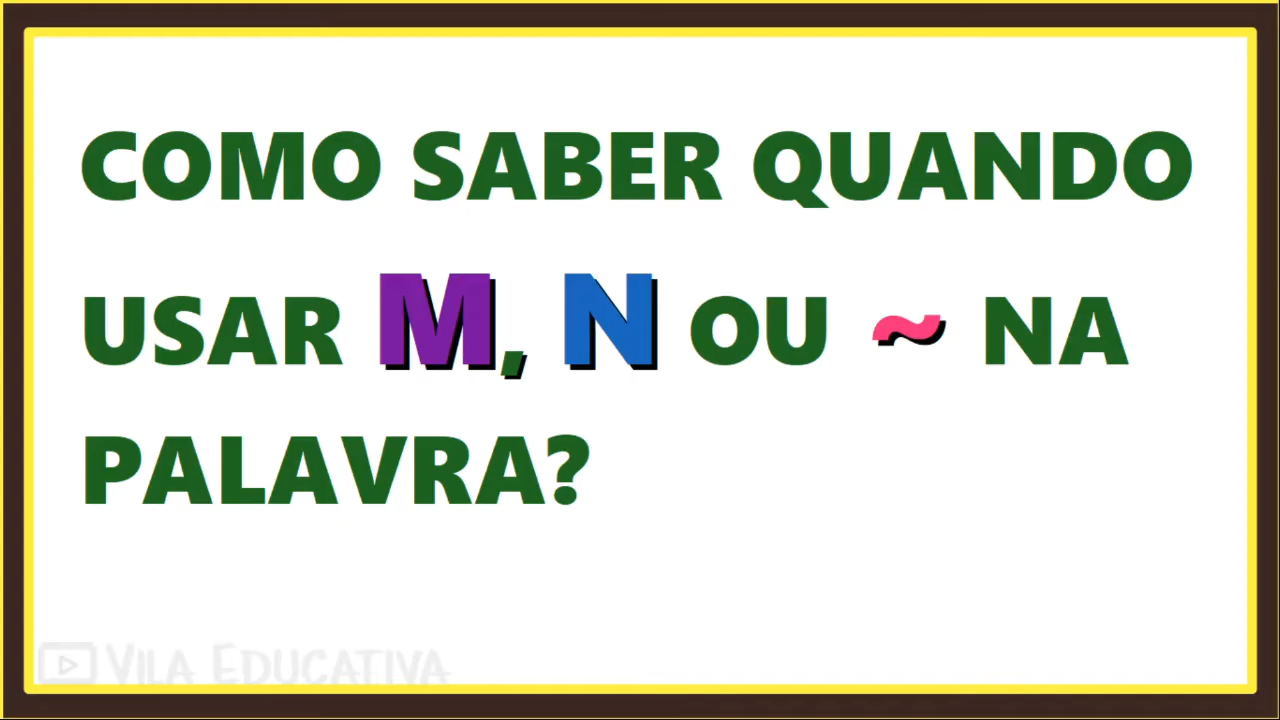 COMO SABER QUANDO
USAR M, N OU ~ NA
PALAVRA?
VILA EDUCATIVA